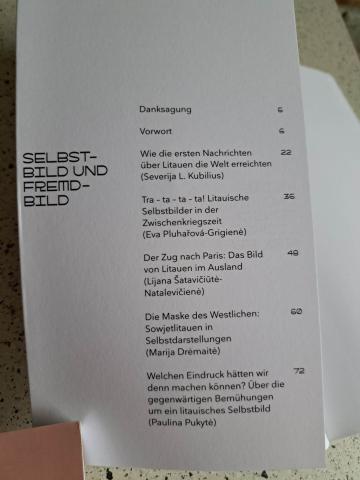 SELBST-
BILD UND
FREMD-
BILD
Danksagung 6
Vorwort 6
Wie die ersten Nachrichten 22
über Litauen die Welt erreichten
(Severija L. Kubilius)
Tra - ta - ta - ta! Litauische 36
Selbstbilder in der
Zwischenkriegszeit
(Eva Pluhařová-Grigienė)
Der Zug nach Paris: Das Bild 48
von Litauen im Ausland
(Lijana Šatavičiūtė-
Natalevičienė)
Die Maske des Westlichen: 60
Sowjetlitauen in
Selbstdarstellungen
(Marija Drėmaitė)
Welchen Eindruck hätten wir 72
denn machen können? Über die
gegenwärtigen Bemühungen
um ein litauisches Selbstbild
(Paulina Pukytė)